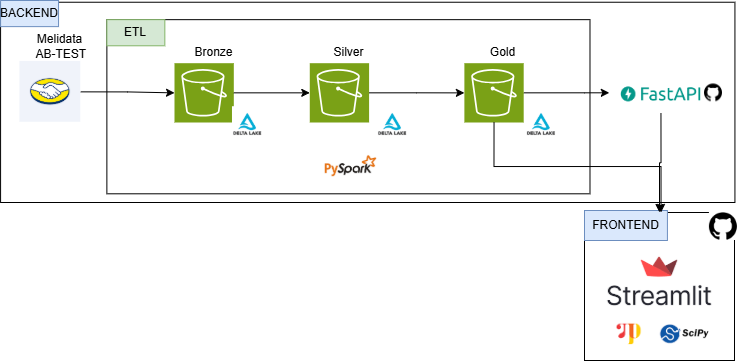 BACKEND
ETL
Melidata
AB-TEST
Bronze
Silver
Gold
FastAPI
DELTA LAKE
DELTA LAKE
DELTA LAKE
PySpark
FRONTEND
Streamlit
SciPy